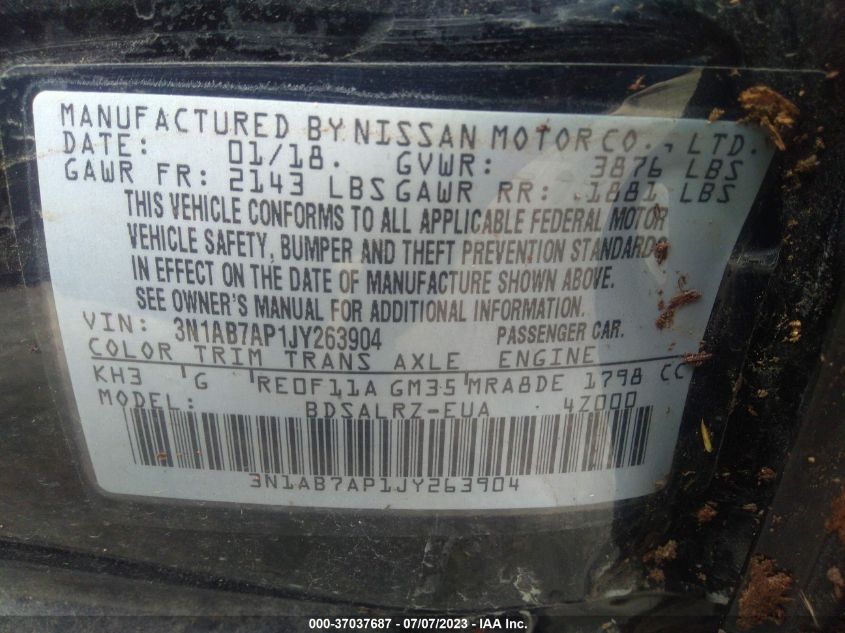 MANUFACTURED BY NISSAN MOTOR CO., LTD.
DATE: 01/18. GVWR: 3876 LBS
GAWR FR: 2143 LBS GAWR RR: 1881 LBS
THIS VEHICLE CONFORMS TO ALL APPLICABLE FEDERAL MOTOR
VEHICLE SAFETY, BUMPER AND THEFT PREVENTION STANDARDS
IN EFFECT ON THE DATE OF MANUFACTURE SHOWN ABOVE.
SEE OWNER'S MANUAL FOR ADDITIONAL INFORMATION.
VIN: 3N1AB7AP1JY263904 PASSENGER CAR.
COLOR TRIM TRANS AXLE ENGINE
KH3 G RE0F11A GM35 MRA8DE 1798 CC
MODEL: BDSALRZ-EUA 4Z000
3N1AB7AP1JY263904
000-37037687 - 07/07/2023 - IAA Inc.